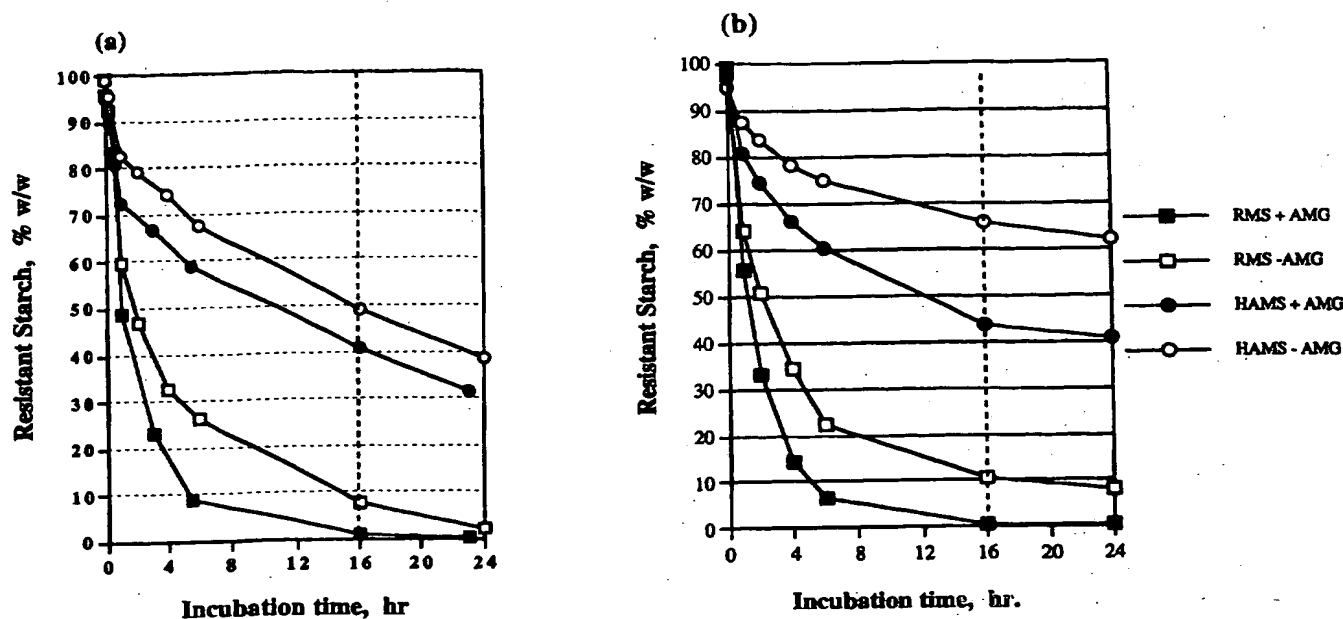 (a)
100
90
80
70
60
50
40
30
20
10
0
0 4 8 12 16 20 24
Resistant Starch, % w/w
Incubation time, hr
(b)
100
90
80
70
60
50
40
30
20
10
0
0 4 8 12 16 20 24
Resistant Starch, % w/w
Incubation time, hr.
RMS + AMG
RMS -AMG
HAMS + AMG
HAMS - AMG